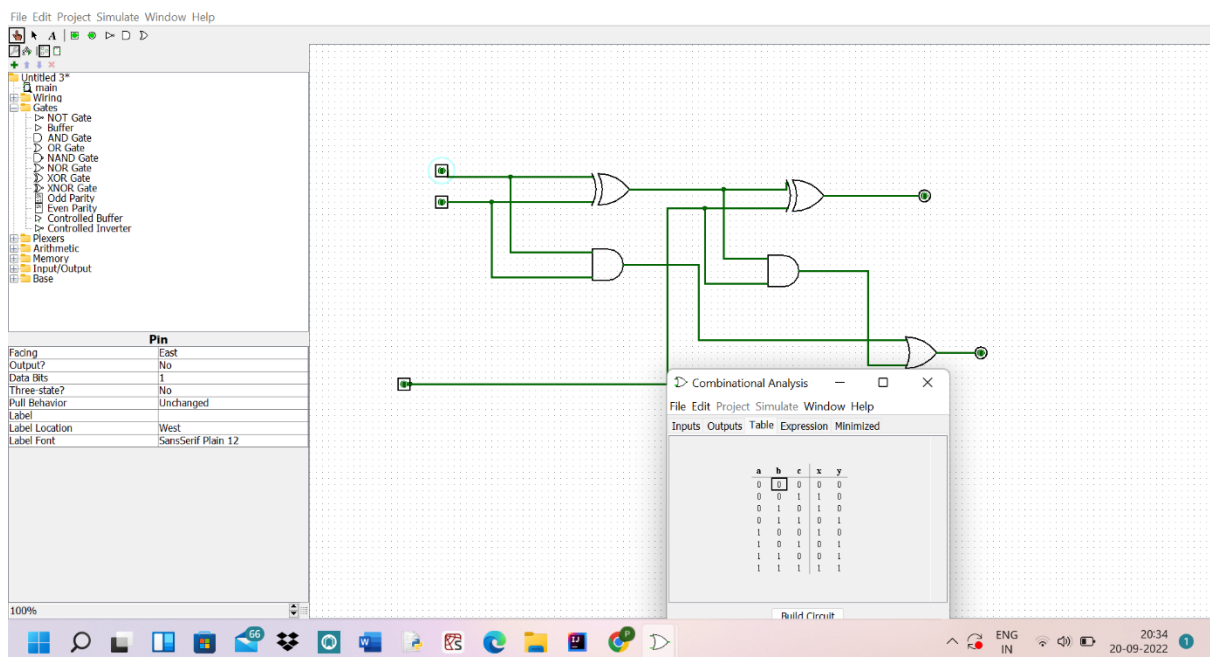 File Edit Project Simulate Window Help
A
Untitled 3*
main
Wiring
Gates
NOT Gate
Buffer
AND Gate
OR Gate
NAND Gate
NOR Gate
XOR Gate
XNOR Gate
Odd Parity
Even Parity
Controlled Buffer
Controlled Inverter
Plexers
Arithmetic
Memory
Input/Output
Base
Pin
Facing East
Output? No
Data Bits 1
Three-state? No
Pull Behavior Unchanged
Label
Label Location West
Label Font SansSerif Plain 12
100%
Combinational Analysis
File Edit Project Simulate Window Help
Inputs Outputs Table Expression Minimized
a b c x y
0 0 0 0 0
0 0 1 1 0
0 1 0 1 0
0 1 1 0 1
1 0 0 1 0
1 0 1 0 1
1 1 0 0 1
1 1 1 1 1
Build Circuit
66
ENG
IN
20:34
20-09-2022
1